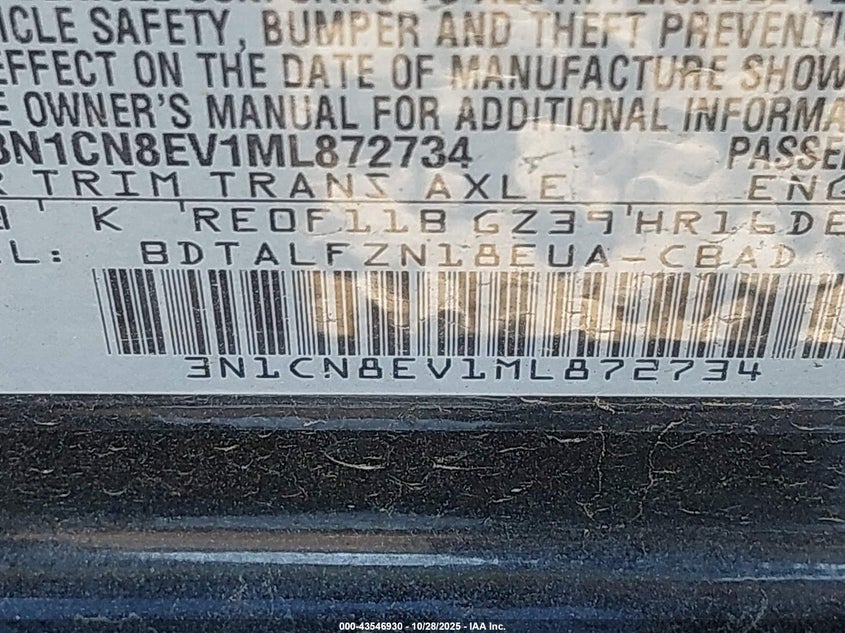 ICLE SAFETY, BUMPER AND THEFT PREVENTI
EFFECT ON THE DATE OF MANUFACTURE SHOW
E OWNER'S MANUAL FOR ADDITIONAL INFORMA
3N1CN8EV1ML872734 PASSE
K TRIM TRANS AXLE ENG
K RE0F11B GZ39 HR16DE
L: BDTALFZN18EUA-CBAD
3N1CN8EV1ML872734
000-43546930 - 10/28/2025 - IAA Inc.